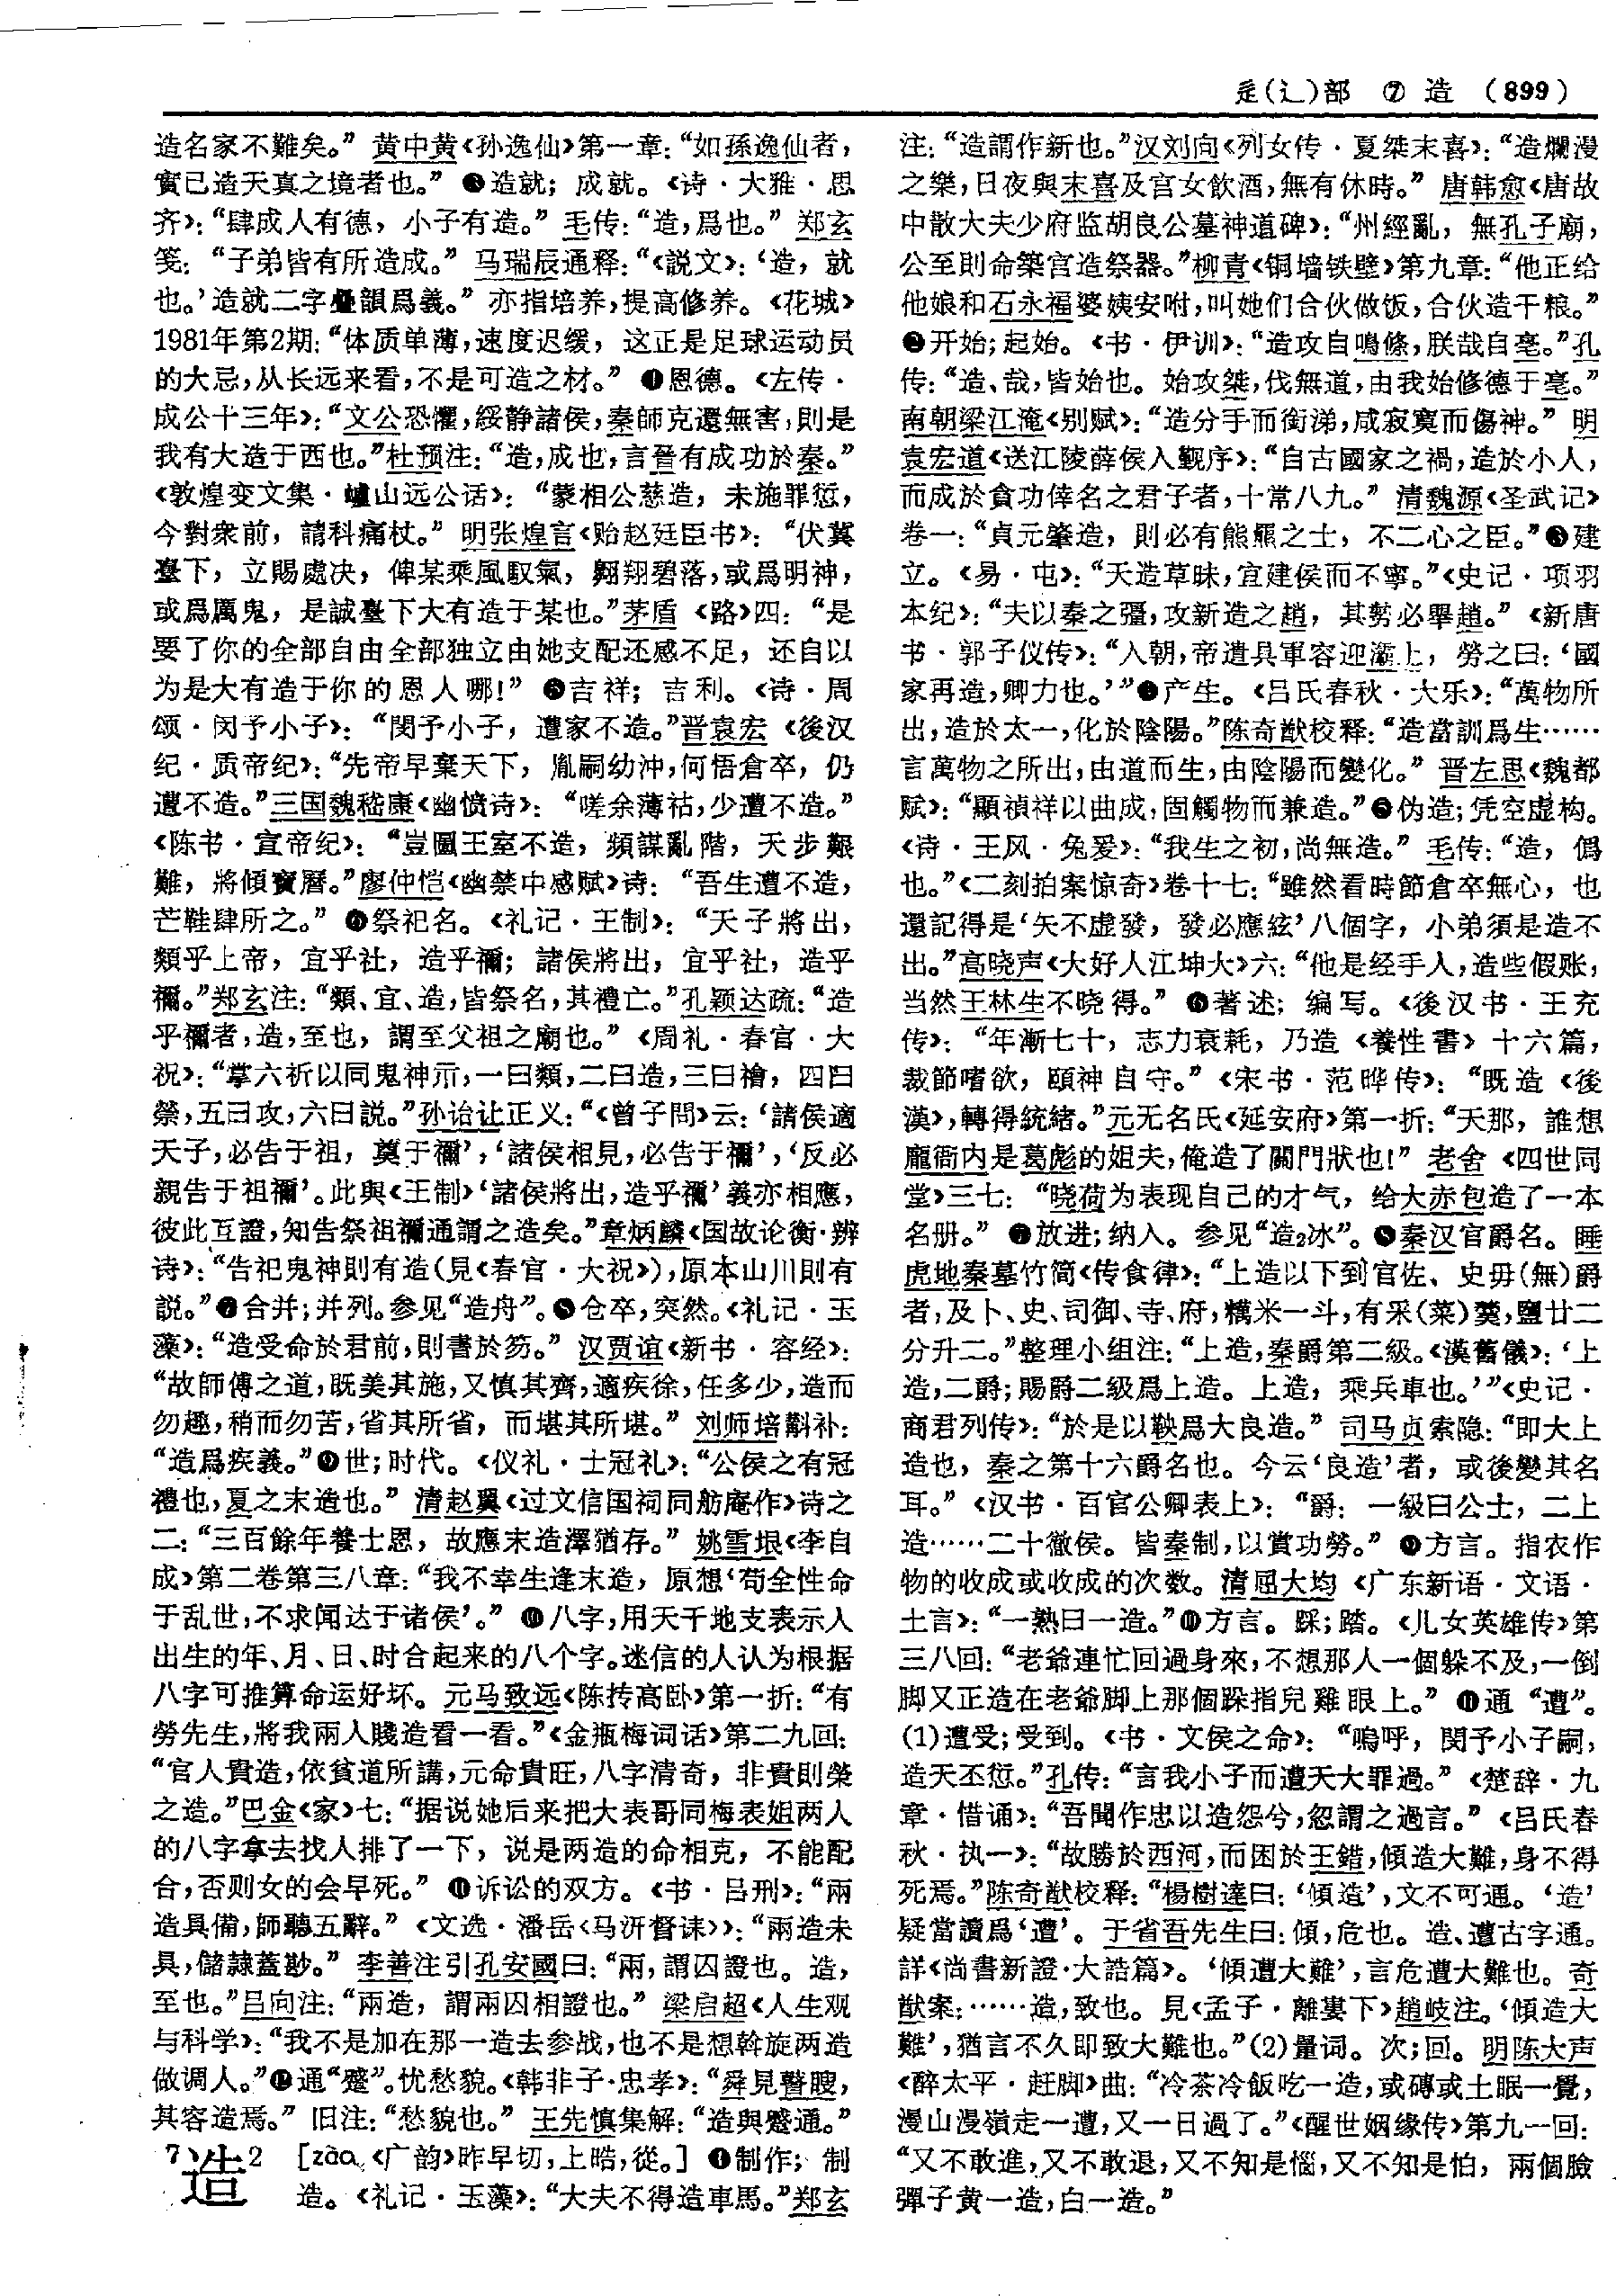 辵(辶)部 ⑦ 造 (899)
造名家不難矣。”黄中黄《孙逸仙》第一章:“如孫逸仙者,
實已造天真之境者也。” ❸造就;成就。《诗·大雅·思
齐》:“肆成人有德,小子有造。”毛传:“造,爲也。”郑玄
笺:“子弟皆有所造成。”马瑞辰通释:“《説文》:‘造,就
也。’造就二字疊韻爲義。”亦指培养,提高修养。《花城》
1981年第2期:“体质单薄,速度迟缓,这正是足球运动员
的大忌,从长远来看,不是可造之材。” ❹恩德。《左传·
成公十三年》:“文公恐懼,綏静諸侯,秦師克還無害,則是
我有大造于西也。”杜预注:“造,成也,言晉有成功於秦。”
《敦煌变文集·廬山远公话》:“蒙相公慈造,未施罪愆,
今對衆前,請科痛杖。”明张煌言《贻赵廷臣书》:“伏冀
臺下,立賜處決,俾某乘風馭氣,翱翔碧落,或爲明神,
或爲厲鬼,是誠臺下大有造于某也。”茅盾《路》四:“是
要了你的全部自由全部独立由她支配还感不足,还自以
为是大有造于你的恩人哪!” ❺吉祥;吉利。《诗·周
颂·闵予小子》:“閔予小子,遭家不造。”晋袁宏《後汉
纪·质帝纪》:“先帝早棄天下,胤嗣幼沖,何悟倉卒,仍
遭不造。”三国魏嵇康《幽愤诗》:“嗟余薄祜,少遭不造。”
《陈书·宣帝纪》:“豈圖王室不造,頻謀亂階,天步艱
難,將傾寶曆。”廖仲恺《幽禁中感赋》诗:“吾生遭不造,
芒鞋肆所之。” ❻祭祀名。《礼记·王制》:“天子將出,
類乎上帝,宜乎社,造乎禰;諸侯將出,宜乎社,造乎
禰。”郑玄注:“類、宜、造,皆祭名,其禮亡。”孔颖达疏:“造
乎禰者,造,至也,謂至父祖之廟也。”《周礼·春官·大
祝》:“掌六祈以同鬼神示,一曰類,二曰造,三曰禬,四曰
禜,五曰攻,六曰説。”孙诒让正义:“《曾子問》云:‘諸侯適
天子,必告于祖,奠于禰’,‘諸侯相見,必告于禰’,‘反必
親告于祖禰’。此與《王制》‘諸侯將出,造乎禰’義亦相應,
彼此互證,知告祭祖禰通謂之造矣。”章炳麟《国故论衡·辨
诗》:“告祀鬼神則有造(見《春官·大祝》),原本山川則有
説。”❼合并;并列。参见“造舟”。❽仓卒,突然。《礼记·玉
藻》:“造受命於君前,則書於笏。”汉贾谊《新书·容经》:
“故師傅之道,既美其施,又慎其齊,適疾徐,任多少,造而
勿趣,稍而勿苦,省其所省,而堪其所堪。”刘师培斠补:
“造爲疾義。”❾世;时代。《仪礼·士冠礼》:“公侯之有冠
禮也,夏之末造也。”清赵翼《过文信国祠同舫庵作》诗之
二:“三百餘年養士恩,故應末造澤猶存。”姚雪垠《李自
成》第二卷第三八章:“我不幸生逢末造,原想‘苟全性命
于乱世,不求闻达于诸侯’。” ❿八字,用天干地支表示人
出生的年、月、日、时合起来的八个字。迷信的人认为根据
八字可推算命运好坏。元马致远《陈抟高卧》第一折:“有
勞先生,將我兩人賤造看一看。”《金瓶梅词话》第二九回:
“官人貴造,依貧道所講,元命貴旺,八字清奇,非貴則榮
之造。”巴金《家》七:“据说她后来把大表哥同梅表姐两人
的八字拿去找人排了一下,说是两造的命相克,不能配
合,否则女的会早死。” ⓫诉讼的双方。《书·吕刑》:“兩
造具備,師聽五辭。”《文选·潘岳〈马汧督诔〉》:“兩造未
具,儲隸蓋尠。”李善注引孔安國曰:“兩,謂囚證也。造,
至也。”吕向注:“兩造,謂兩囚相證也。”梁启超《人生观
与科学》:“我不是加在那一造去参战,也不是想斡旋两造
做调人。”⓬通“蹙”。忧愁貌。《韩非子·忠孝》:“舜見瞽瞍,
其容造焉。”旧注:“愁貌也。”王先慎集解:“造與蹙通。”
7造2 [zào 《广韵》昨早切,上晧,從。] ❶制作;制
造。《礼记·玉藻》:“大夫不得造車馬。”郑玄
注:“造謂作新也。”汉刘向《列女传·夏桀末喜》:“造爛漫
之樂,日夜與末喜及宫女飲酒,無有休時。”唐韩愈《唐故
中散大夫少府监胡良公墓神道碑》:“州經亂,無孔子廟,
公至則命築宫造祭器。”柳青《铜墙铁壁》第九章:“他正给
他娘和石永福婆姨安咐,叫她们合伙做饭,合伙造干粮。”
❷开始;起始。《书·伊训》:“造攻自鳴條,朕哉自亳。”孔
传:“造、哉,皆始也。始攻桀,伐無道,由我始修德于亳。”
南朝梁江淹《别赋》:“造分手而銜涕,咸寂寞而傷神。”明
袁宏道《送江陵薛侯入觐序》:“自古國家之禍,造於小人,
而成於貪功倖名之君子者,十常八九。”清魏源《圣武记》
卷一:“貞元肇造,則必有熊羆之士,不二心之臣。”❸建
立。《易·屯》:“天造草昧,宜建侯而不寧。”《史记·项羽
本纪》:“夫以秦之彊,攻新造之趙,其勢必舉趙。”《新唐
书·郭子仪传》:“入朝,帝遣具軍容迎灞上,勞之曰:‘國
家再造,卿力也。’”❹产生。《吕氏春秋·大乐》:“萬物所
出,造於太一,化於陰陽。”陈奇猷校释:“造當訓爲生……
言萬物之所出,由道而生,由陰陽而變化。”晋左思《魏都
赋》:“顯禎祥以曲成,固觸物而兼造。”❺伪造;凭空虚构。
《诗·王风·兔爰》:“我生之初,尚無造。”毛传:“造,僞
也。”《二刻拍案惊奇》卷十七:“雖然看時節倉卒無心,也
還記得是‘矢不虚發,發必應絃’八個字,小弟須是造不
出。”高晓声《大好人江坤大》六:“他是经手人,造些假账,
当然王林生不晓得。” ❻著述;编写。《後汉书·王充
传》:“年漸七十,志力衰耗,乃造《養性書》十六篇,
裁節嗜欲,頤神自守。”《宋书·范晔传》:“既造《後
漢》,轉得統緒。”元无名氏《延安府》第一折:“天那,誰想
龐衙内是葛彪的姐夫,俺造了關門狀也!”老舍《四世同
堂》三七:“晓荷为表现自己的才气,给大赤包造了一本
名册。” ❼放进;纳入。参见“造2冰”。❽秦汉官爵名。睡
虎地秦墓竹简《传食律》:“上造以下到官佐、史毋(無)爵
者,及卜、史、司御、寺、府,糲米一斗,有采(菜)羹,鹽廿二
分升二。”整理小组注:“上造,秦爵第二級。《漢舊儀》:‘上
造,二爵;賜爵二級爲上造。上造,乘兵車也。’”《史记·
商君列传》:“於是以鞅爲大良造。”司马贞索隐:“即大上
造也,秦之第十六爵名也。今云‘良造’者,或後變其名
耳。”《汉书·百官公卿表上》:“爵:一級曰公士,二上
造……二十徹侯。皆秦制,以賞功勞。” ❾方言。指农作
物的收成或收成的次数。清屈大均《广东新语·文语·
土言》:“一熟曰一造。”❿方言。踩;踏。《儿女英雄传》第
三八回:“老爺連忙回過身來,不想那人一個躲不及,一倒
脚又正造在老爺脚上那個跺指兒雞眼上。” ⓫通“遭”。
(1)遭受;受到。《书·文侯之命》:“嗚呼,閔予小子嗣,
造天丕愆。”孔传:“言我小子而遭天大罪過。”《楚辞·九
章·惜诵》:“吾聞作忠以造怨兮,忽謂之過言。”《吕氏春
秋·执一》:“故勝於西河,而困於王錯,傾造大難,身不得
死焉。”陈奇猷校释:“楊樹達曰:‘傾造’,文不可通。‘造’
疑當讀爲‘遭’。于省吾先生曰:傾,危也。造、遭古字通。
詳《尚書新證·大誥篇》。‘傾遭大難’,言危遭大難也。奇
猷案:……造,致也。見《孟子·離婁下》趙岐注。‘傾造大
難’,猶言不久即致大難也。”(2)量词。次;回。明陈大声
《醉太平·赶脚》曲:“冷茶冷飯吃一造,或磚或土眠一覺,
漫山漫嶺走一遭,又一日過了。”《醒世姻缘传》第九一回:
“又不敢進,又不敢退,又不知是惱,又不知是怕,兩個臉
彈子黄一造,白一造。”